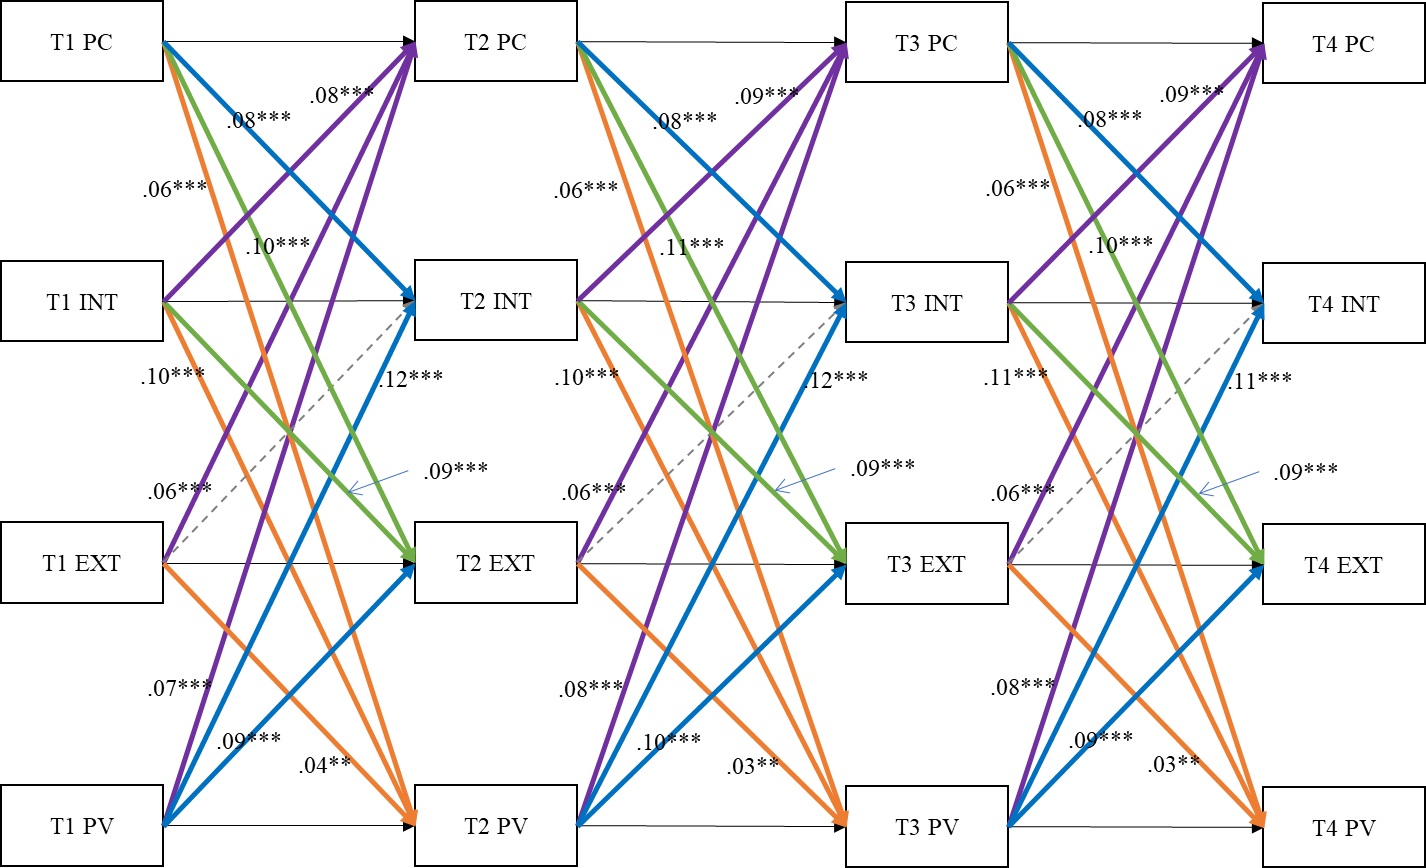 T1 PC
T2 PC
T3 PC
T4 PC
.08***
.09***
.09***
.08***
.08***
.08***
.06***
.06***
.06***
.10***
.11***
.10***
T1 INT
T2 INT
T3 INT
T4 INT
.10***
.12***
.10***
.12***
.11***
.11***
.09***
.09***
.09***
.06***
.06***
.06***
T1 EXT
T2 EXT
T3 EXT
T4 EXT
.07***
.08***
.08***
.09***
.10***
.09***
.04**
.03**
.03**
T1 PV
T2 PV
T3 PV
T4 PV